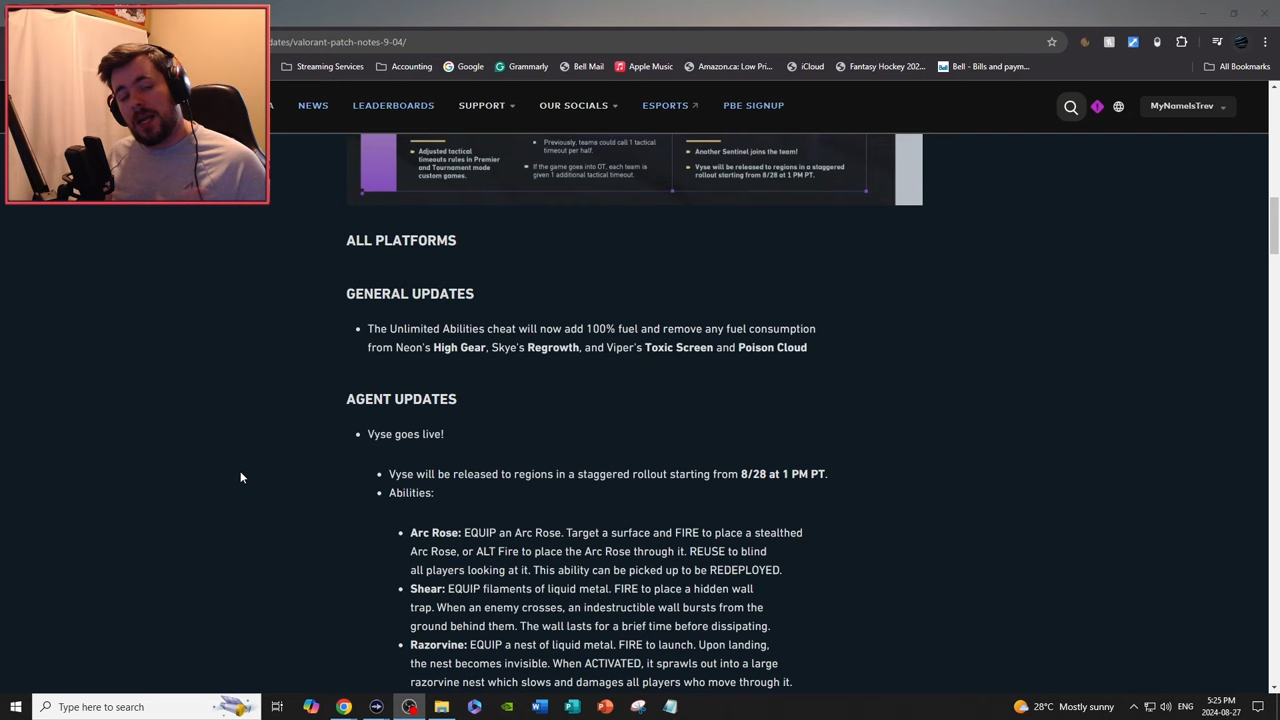 dates/valorant-patch-notes-9-04/
Streaming Services
Accounting
Google
Grammarly
Bell Mail
Apple Music
Amazon.ca: Low Pri...
iCloud
Fantasy Hockey 202...
Bell - Bills and paym...
All Bookmarks
NEWS
LEADERBOARDS
SUPPORT
OUR SOCIALS
ESPORTS
PBE SIGNUP
MyNameIsTrev
Adjusted tactical
timeouts rules in Premier
and Tournament mode
custom games.
Previously, teams could call 1 tactical
timeout per half.
If the game goes into OT, each team is
given 1 additional tactical timeout.
Another Sentinel joins the team!
Vyse will be released to regions in a staggered
rollout starting from 8/28 at 1 PM PT.
ALL PLATFORMS
GENERAL UPDATES
The Unlimited Abilities cheat will now add 100% fuel and remove any fuel consumption
from Neon's High Gear, Skye's Regrowth, and Viper's Toxic Screen and Poison Cloud
AGENT UPDATES
Vyse goes live!
Vyse will be released to regions in a staggered rollout starting from 8/28 at 1 PM PT.
Abilities:
Arc Rose: EQUIP an Arc Rose. Target a surface and FIRE to place a stealthed
Arc Rose, or ALT Fire to place the Arc Rose through it. REUSE to blind
all players looking at it. This ability can be picked up to be REDEPLOYED.
Shear: EQUIP filaments of liquid metal. FIRE to place a hidden wall
trap. When an enemy crosses, an indestructible wall bursts from the
ground behind them. The wall lasts for a brief time before dissipating.
Razorvine: EQUIP a nest of liquid metal. FIRE to launch. Upon landing,
the nest becomes invisible. When ACTIVATED, it sprawls out into a large
razorvine nest which slows and damages all players who move through it.
Type here to search
28°C Mostly sunny
ENG
5:25 PM
2024-08-27